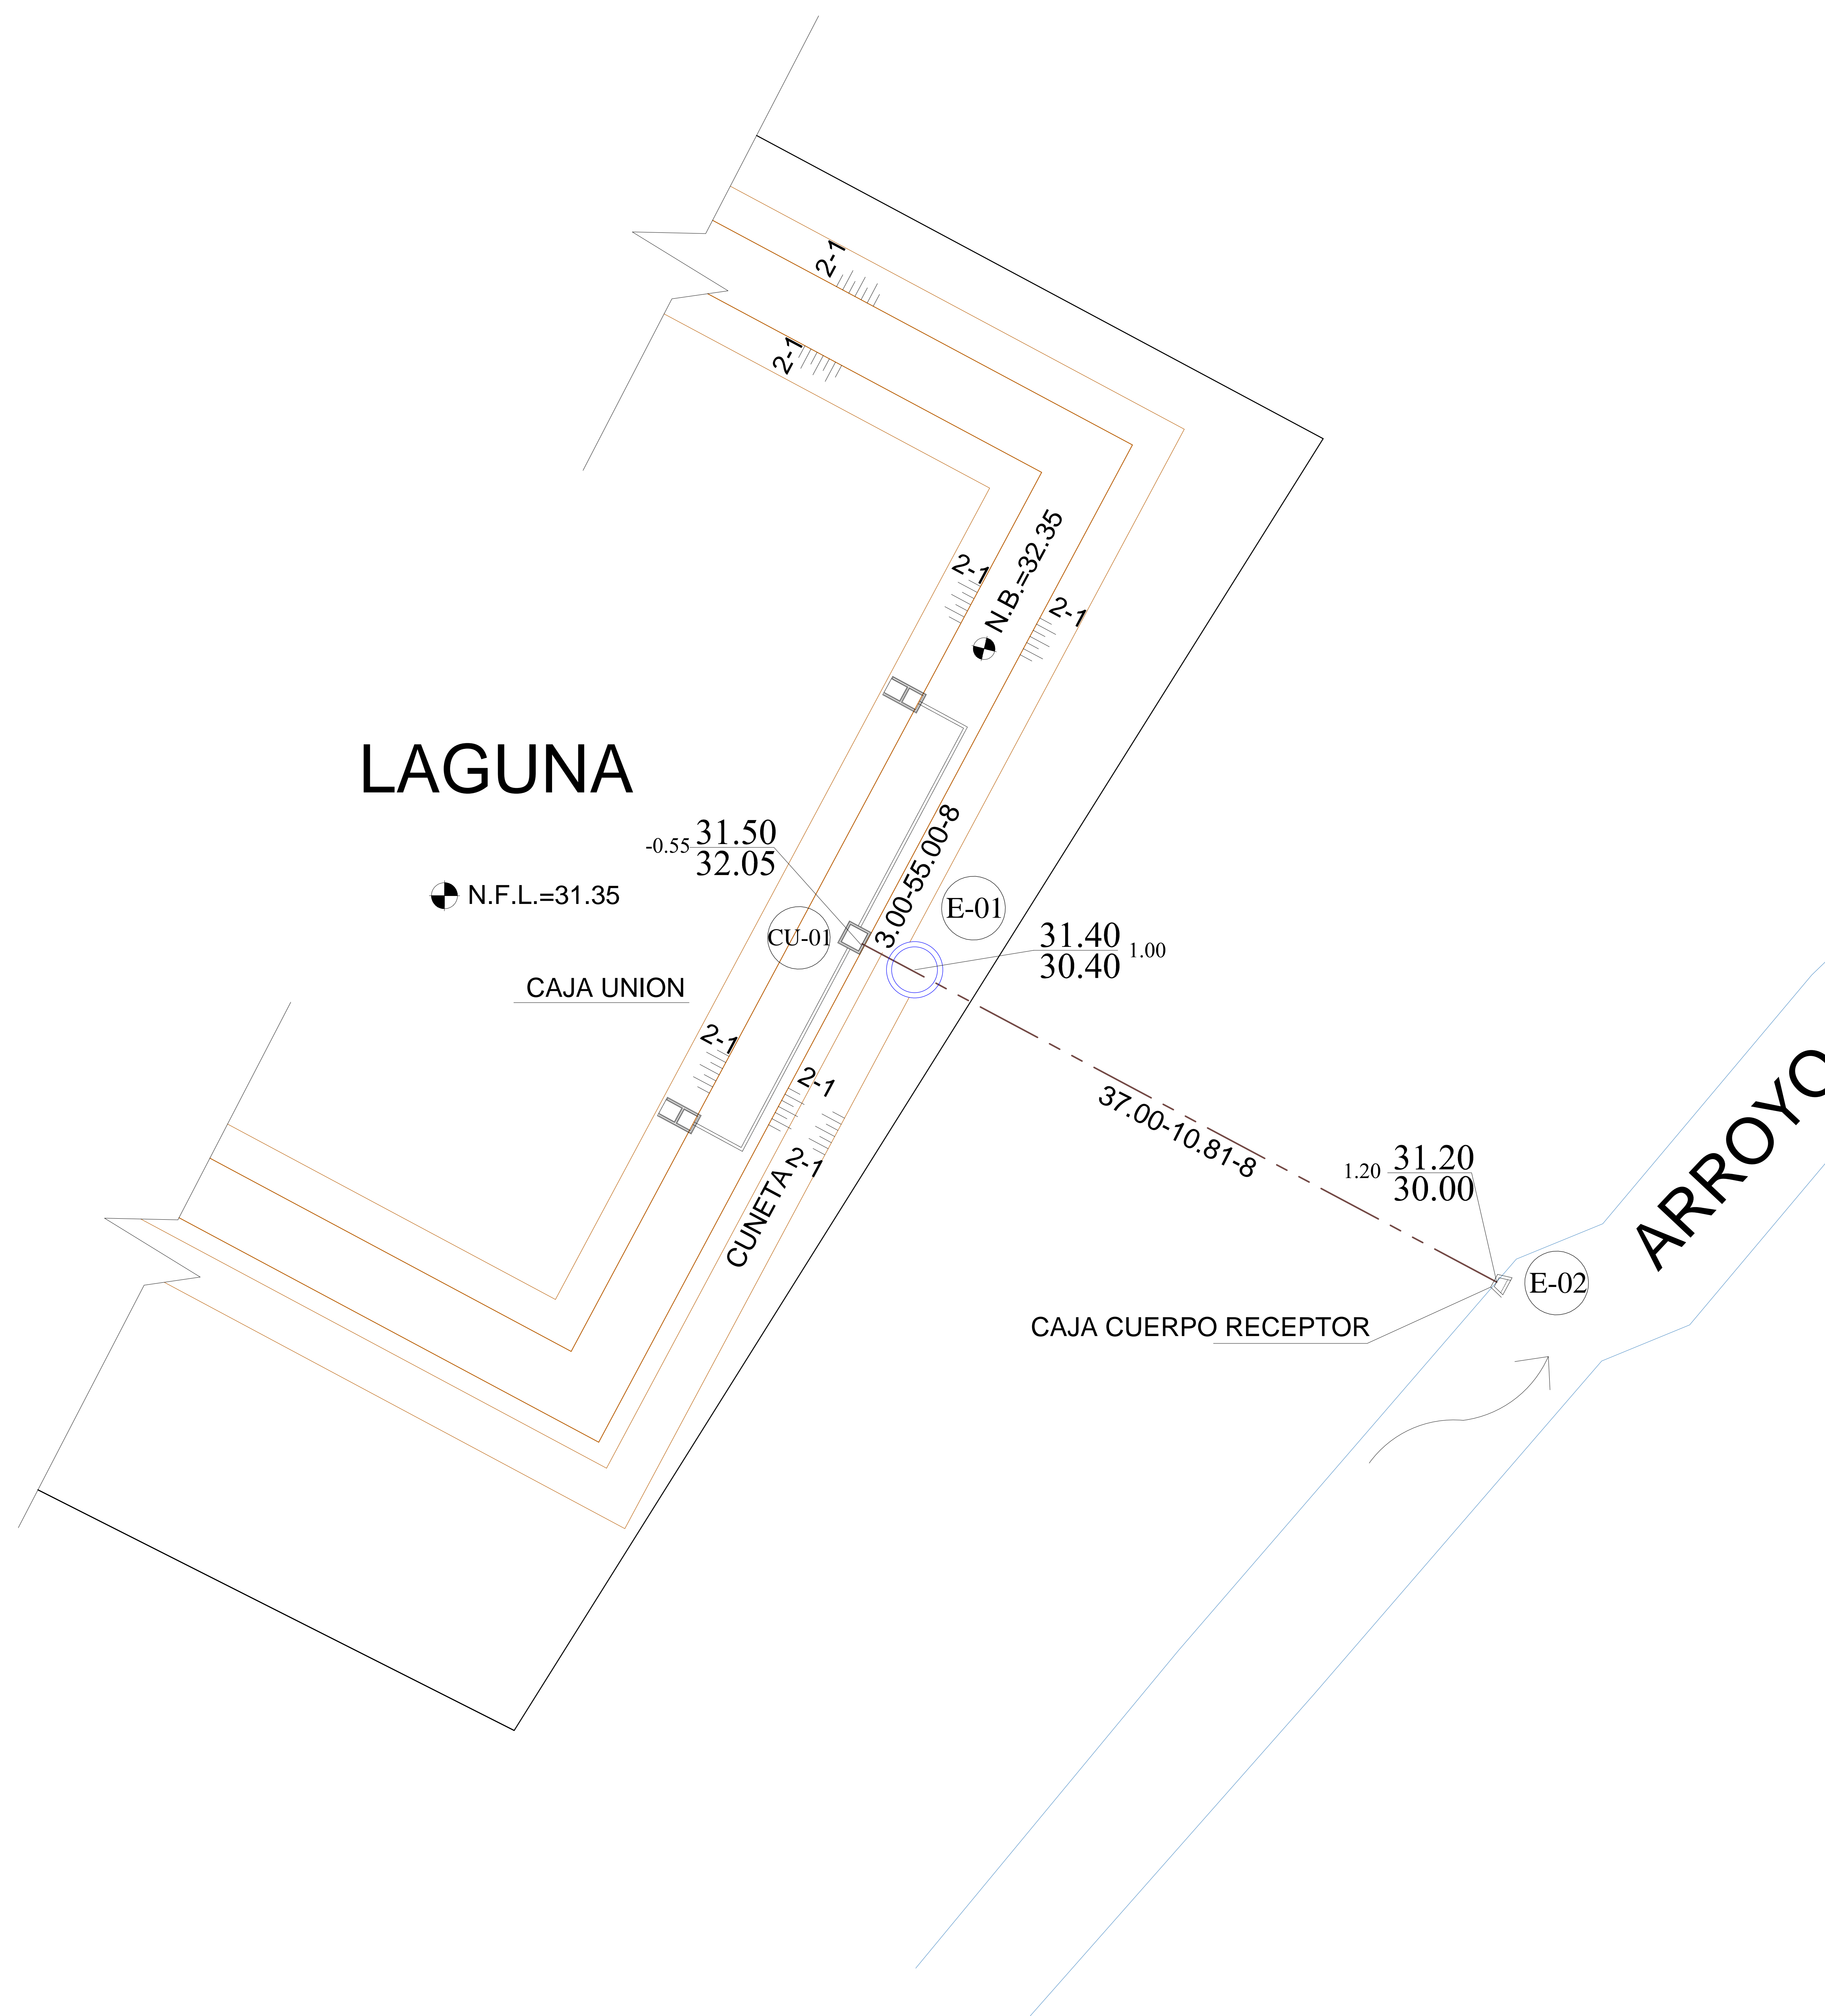 2-1
2-1
N.B.=32.35
2-1
2-1
LAGUNA
3.00-55.00-8
31.50
-0.55
32.05
N.F.L.=31.35
E-01
CU-01
31.40
1.00
30.40
CAJA UNION
2-1
2-1
ARROYO
37.00-10.81-8
31.20
1.20
30.00
2-1
CUNETA
E-02
CAJA CUERPO RECEPTOR